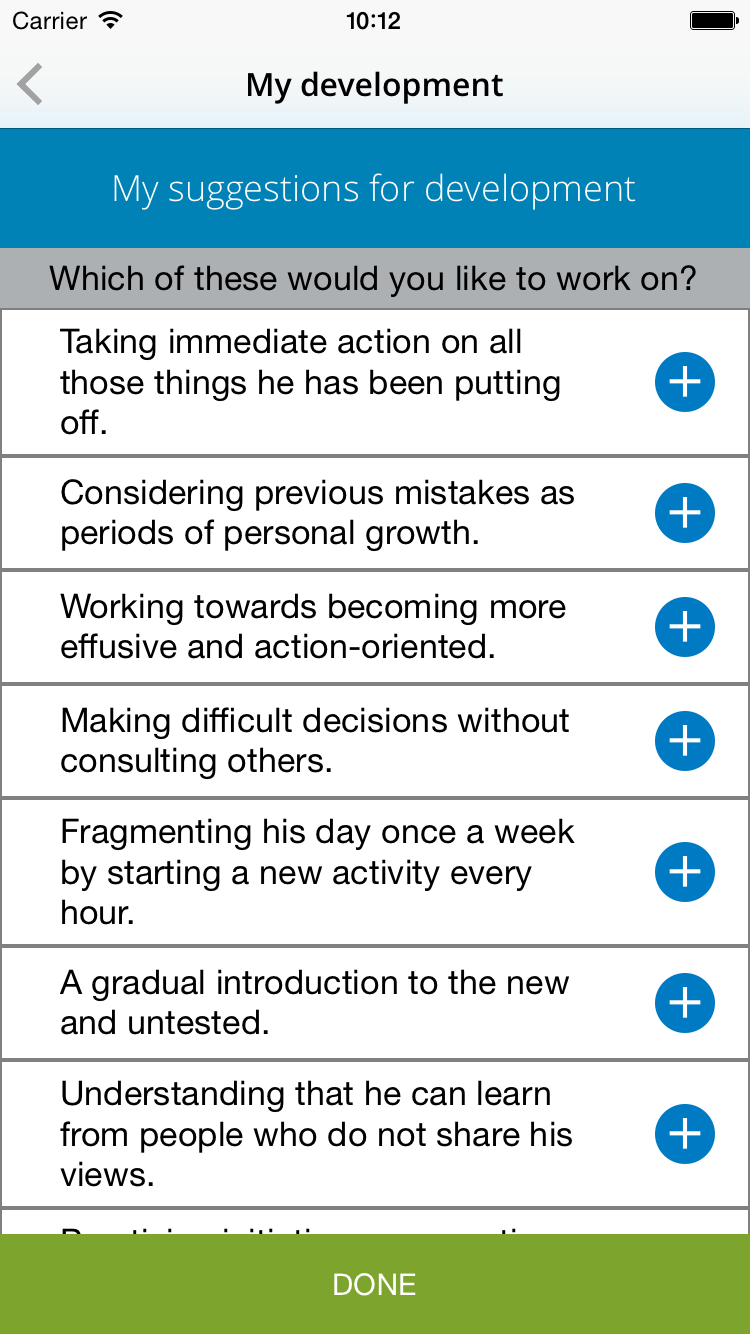 Carrier
10:12
My development
My suggestions for development
Which of these would you like to work on?
Taking immediate action on all
those things he has been putting
off.
Considering previous mistakes as
periods of personal growth.
Working towards becoming more
effusive and action-oriented.
Making difficult decisions without
consulting others.
Fragmenting his day once a week
by starting a new activity every
hour.
A gradual introduction to the new
and untested.
Understanding that he can learn
from people who do not share his
views.
DONE